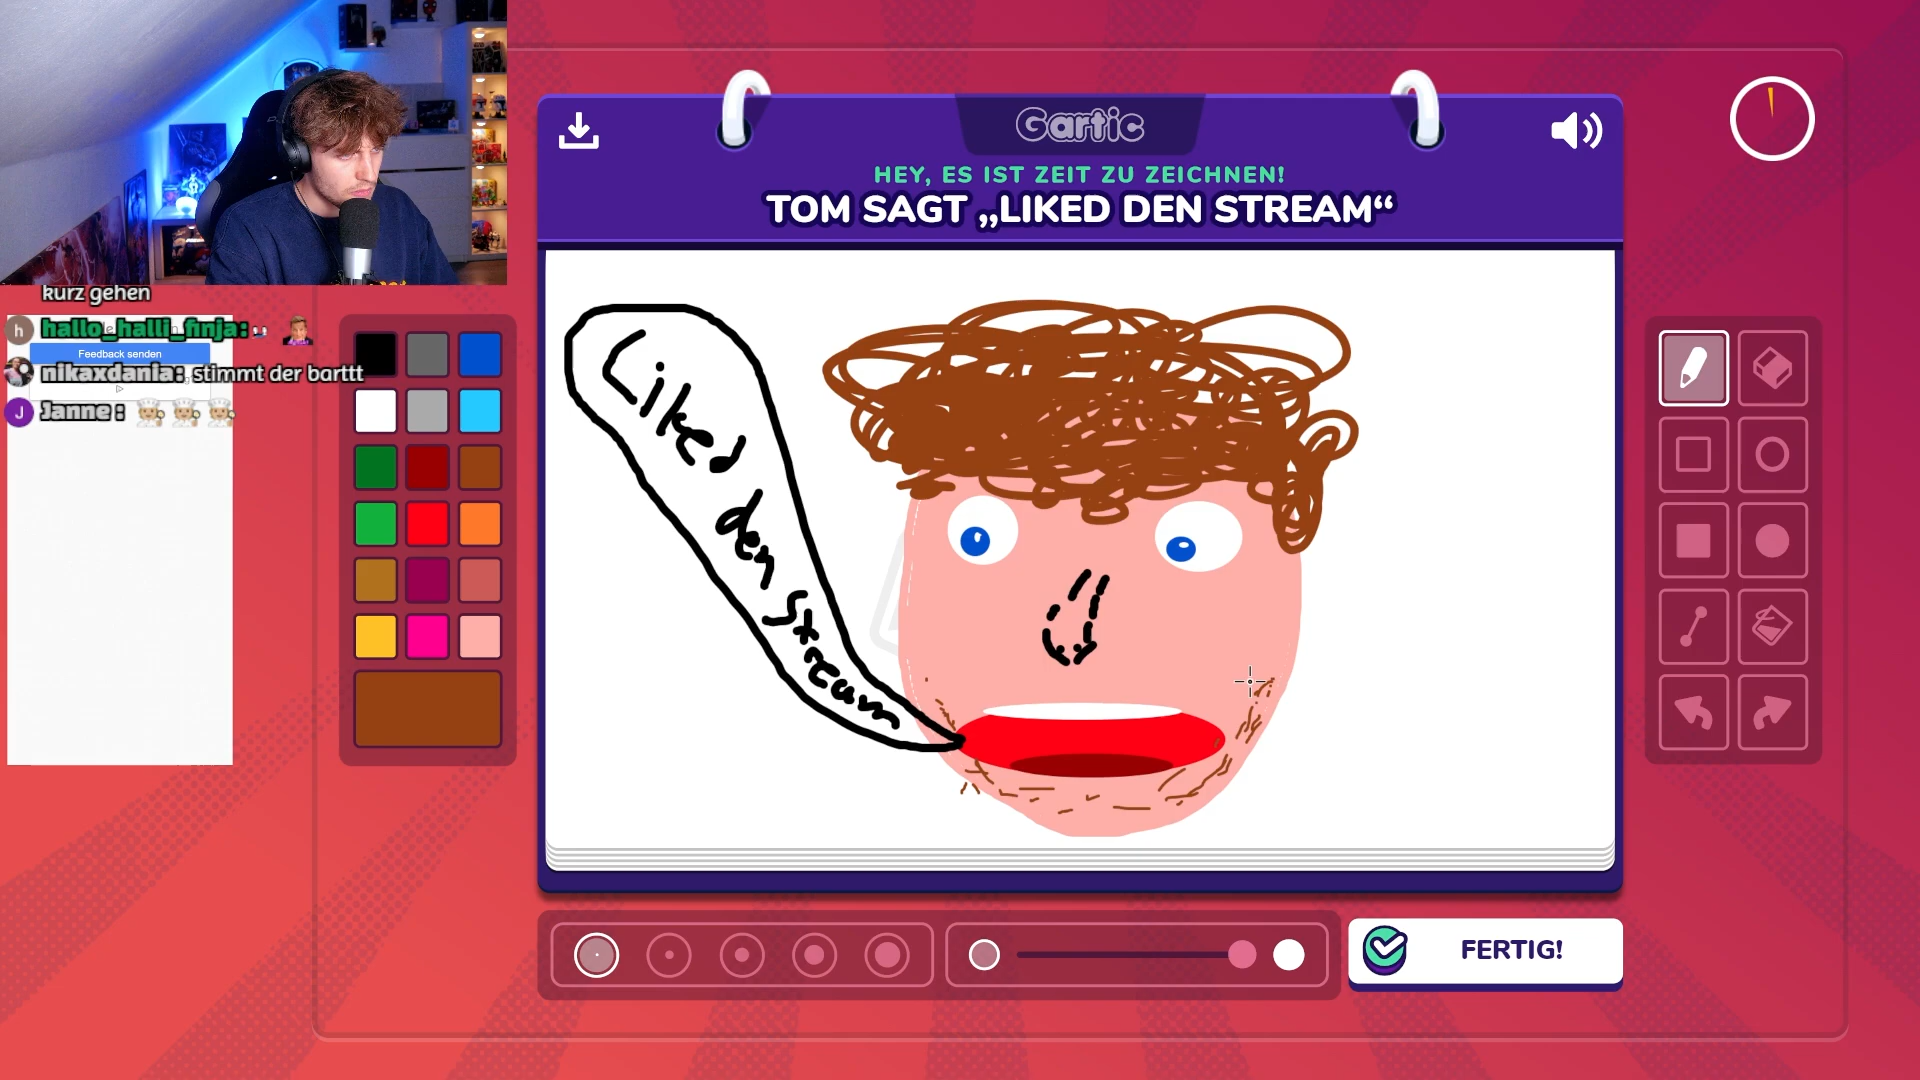 Gartic
HEY, ES IST ZEIT ZU ZEICHNEN!
TOM SAGT „LIKED DEN STREAM“
kurz gehen
hallo_halli_finja:
Feedback senden
nikaxdania: stimmt der barttt
Janne:
h
J
Liked
den
stream
FERTIG!